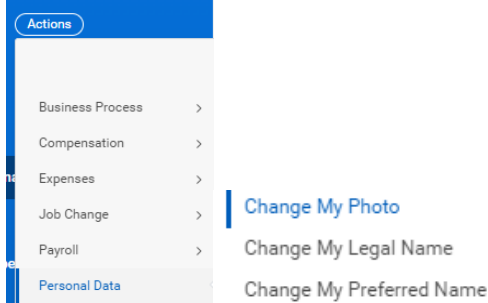 Actions
Business Process
Compensation
Expenses
Job Change
Payroll
Personal Data
Change My Photo
Change My Legal Name
Change My Preferred Name